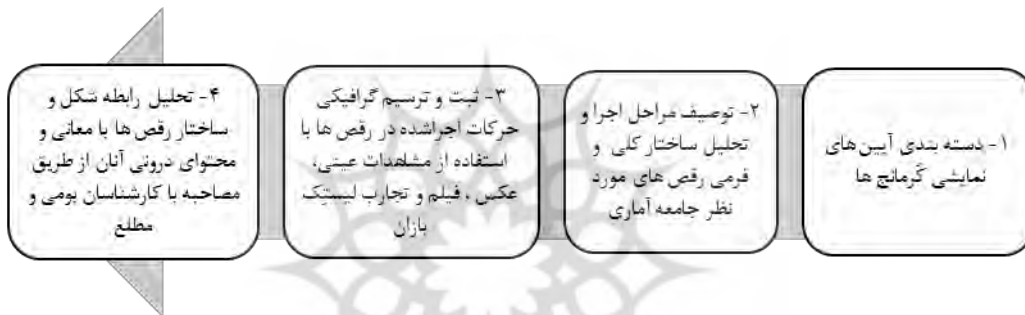 ۱- دسته بندی آیین های
نمایشی کُرمانج ها
۲- توصیف مراحل اجرا و
تحلیل ساختار کلی و
فرمی رقص های مورد
نظر جامعه آماری
۳- ثبت و ترسیم گرافیکی
حرکات اجراشده در رقص ها با
استفاده از مشاهدات عینی،
عکس ، فیلم و تجارب لیستیک
بازان
۴- تحلیل رابطه شکل و
ساختار رقص ها با معانی و
محتوای درونی آنان از طریق
مصاحبه با کارشناسان بومی و
مطلع